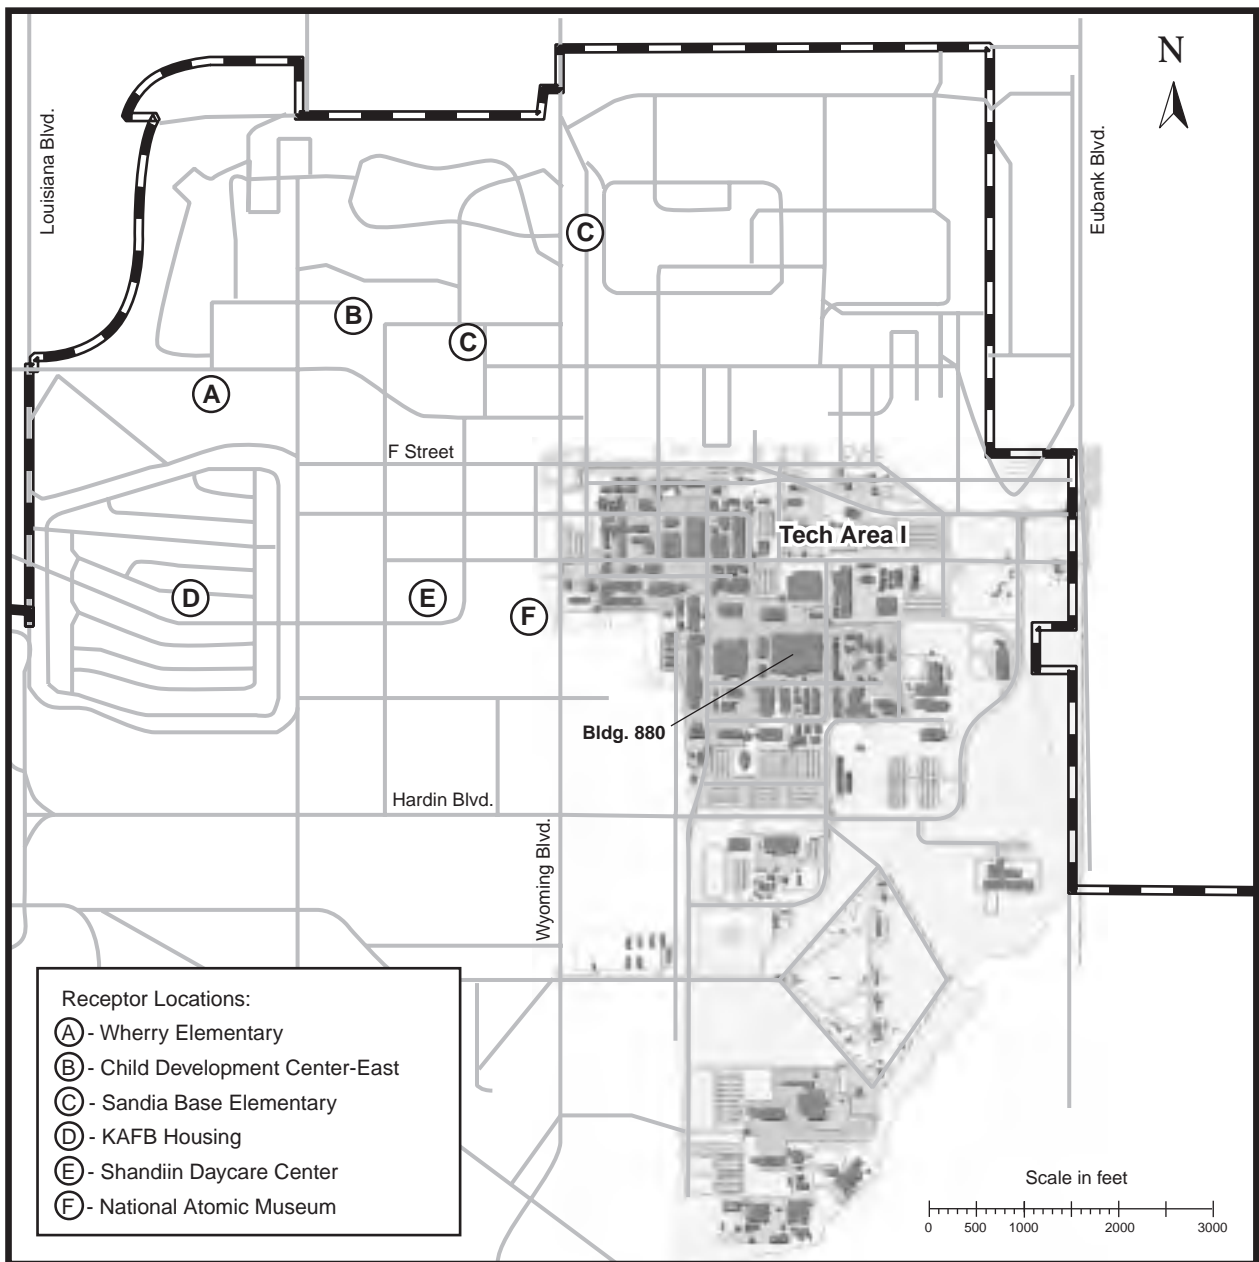 N
Louisiana Blvd.
Eubank Blvd.
C
B
C
A
F Street
Tech Area I
D
E
F
Bldg. 880
Hardin Blvd.
Wyoming Blvd.
Receptor Locations:
A - Wherry Elementary
B - Child Development Center-East
C - Sandia Base Elementary
D - KAFB Housing
E - Shandiin Daycare Center
F - National Atomic Museum
Scale in feet
0 500 1000 2000 3000